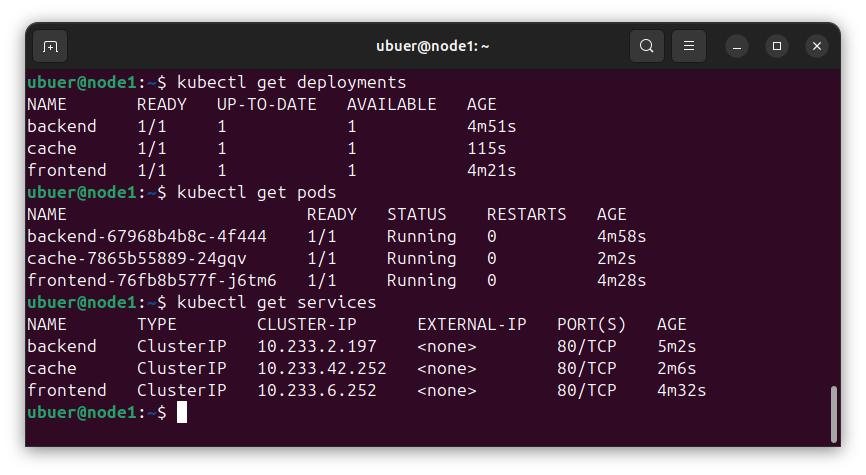 ubuer@node1: ~
ubuer@node1:~$ kubectl get deployments
NAME       READY   UP-TO-DATE   AVAILABLE   AGE
backend    1/1     1            1           4m51s
cache      1/1     1            1           115s
frontend   1/1     1            1           4m21s
ubuer@node1:~$ kubectl get pods
NAME                        READY   STATUS    RESTARTS   AGE
backend-67968b4b8c-4f444    1/1     Running   0          4m58s
cache-7865b55889-24gqv      1/1     Running   0          2m2s
frontend-76fb8b577f-j6tm6   1/1     Running   0          4m28s
ubuer@node1:~$ kubectl get services
NAME       TYPE        CLUSTER-IP      EXTERNAL-IP   PORT(S)   AGE
backend    ClusterIP   10.233.2.197    <none>        80/TCP    5m2s
cache      ClusterIP   10.233.42.252   <none>        80/TCP    2m6s
frontend   ClusterIP   10.233.6.252    <none>        80/TCP    4m32s
ubuer@node1:~$